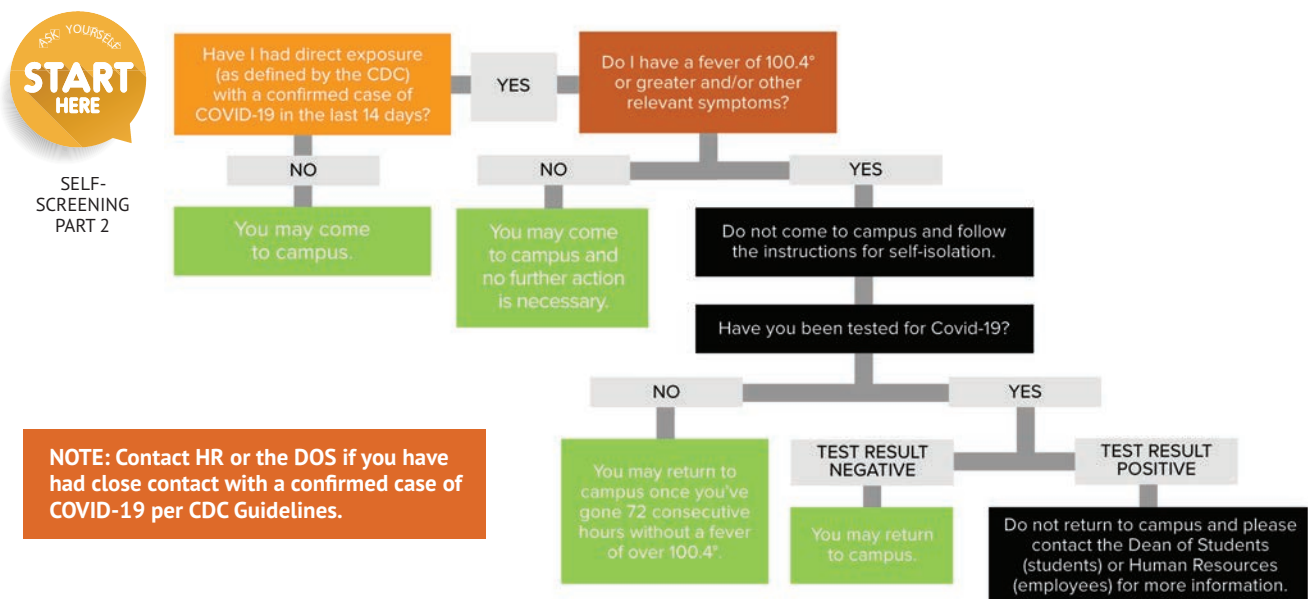 ASK YOURSELF
START
HERE
SELF-
SCREENING
PART 2
Have I had direct exposure
(as defined by the CDC)
with a confirmed case of
COVID-19 in the last 14 days?
YES
Do I have a fever of 100.4°
or greater and/or other
relevant symptoms?
NO
You may come
to campus.
NO
You may come
to campus and
no further action
is necessary.
YES
Do not come to campus and follow
the instructions for self-isolation.
Have you been tested for Covid-19?
NO
You may return to
campus once you've
gone 72 consecutive
hours without a fever
of over 100.4°.
YES
TEST RESULT
NEGATIVE
You may return
to campus.
TEST RESULT
POSITIVE
Do not return to campus and please
contact the Dean of Students
(students) or Human Resources
(employees) for more information.
NOTE: Contact HR or the DOS if you have
had close contact with a confirmed case of
COVID-19 per CDC Guidelines.